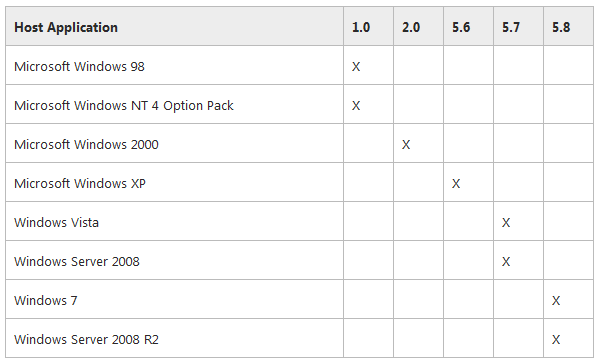 Host Application 1.0 2.0 5.6 5.7 5.8
Microsoft Windows 98 X
Microsoft Windows NT 4 Option Pack X
Microsoft Windows 2000 X
Microsoft Windows XP X
Windows Vista X
Windows Server 2008 X
Windows 7 X
Windows Server 2008 R2 X